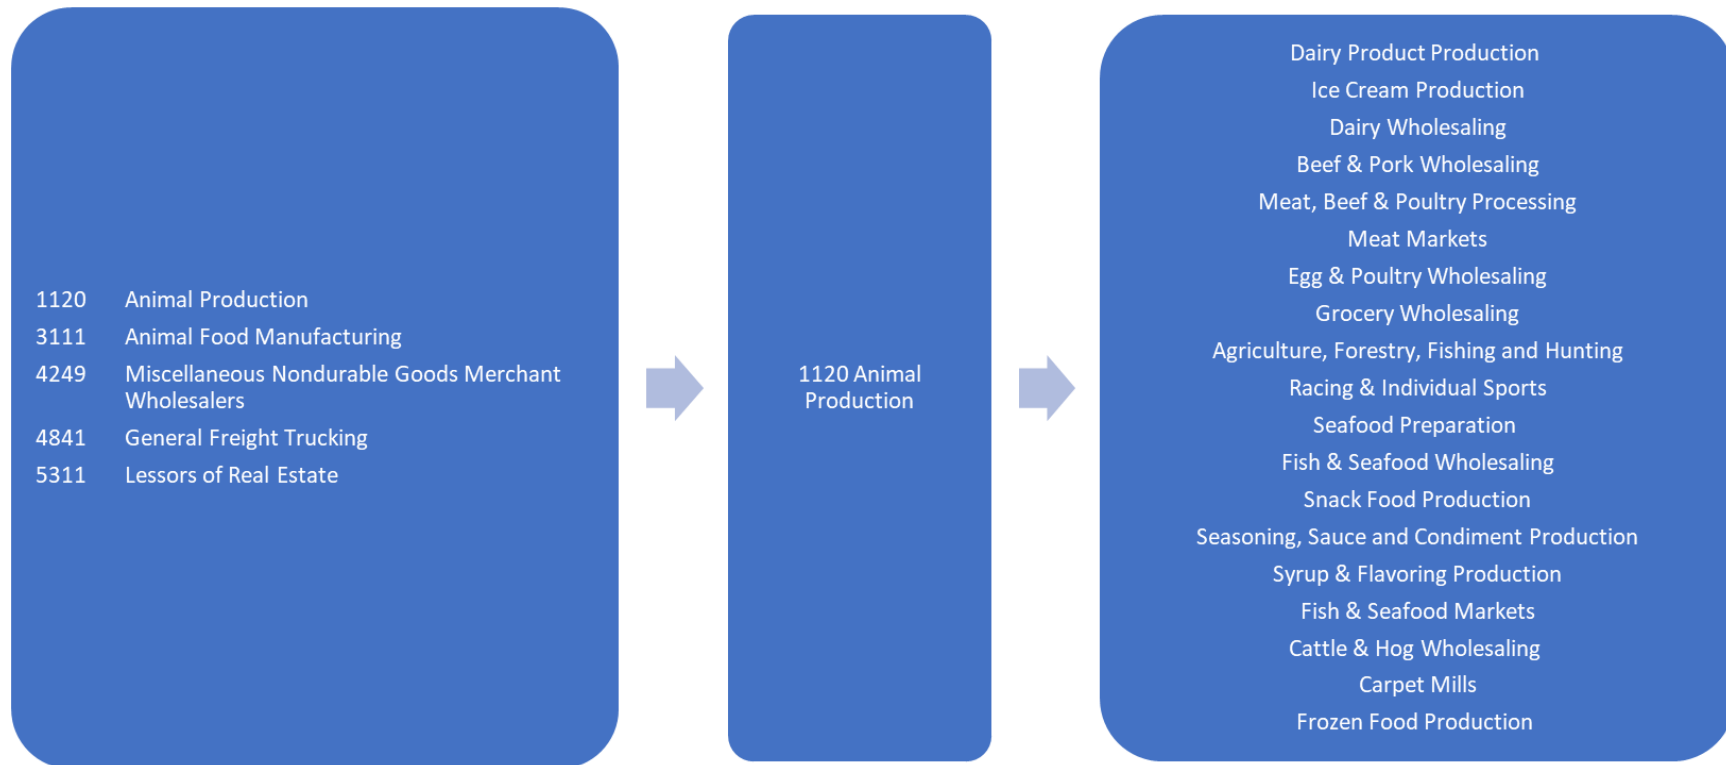 1120 Animal Production
3111 Animal Food Manufacturing
4249 Miscellaneous Nondurable Goods Merchant
Wholesalers
4841 General Freight Trucking
5311 Lessors of Real Estate
1120 Animal
Production
Dairy Product Production
Ice Cream Production
Dairy Wholesaling
Beef & Pork Wholesaling
Meat, Beef & Poultry Processing
Meat Markets
Egg & Poultry Wholesaling
Grocery Wholesaling
Agriculture, Forestry, Fishing and Hunting
Racing & Individual Sports
Seafood Preparation
Fish & Seafood Wholesaling
Snack Food Production
Seasoning, Sauce and Condiment Production
Syrup & Flavoring Production
Fish & Seafood Markets
Cattle & Hog Wholesaling
Carpet Mills
Frozen Food Production